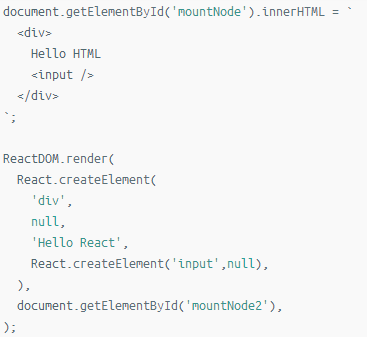 document.getElementById('mountNode').innerHTML = `
  <div>
    Hello HTML
    <input />
  </div>
`;

ReactDOM.render(
  React.createElement(
    'div',
    null,
    'Hello React',
    React.createElement('input',null),
  ),
  document.getElementById('mountNode2'),
);